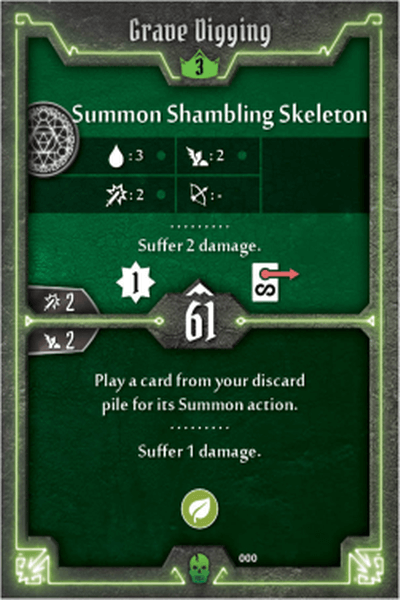 Grave Digging
3
Summon Shambling Skeleton
: 3 : 2
: 2 : -
Suffer 2 damage.
1
2
61
2
Play a card from your discard
pile for its Summon action.
Suffer 1 damage.
000